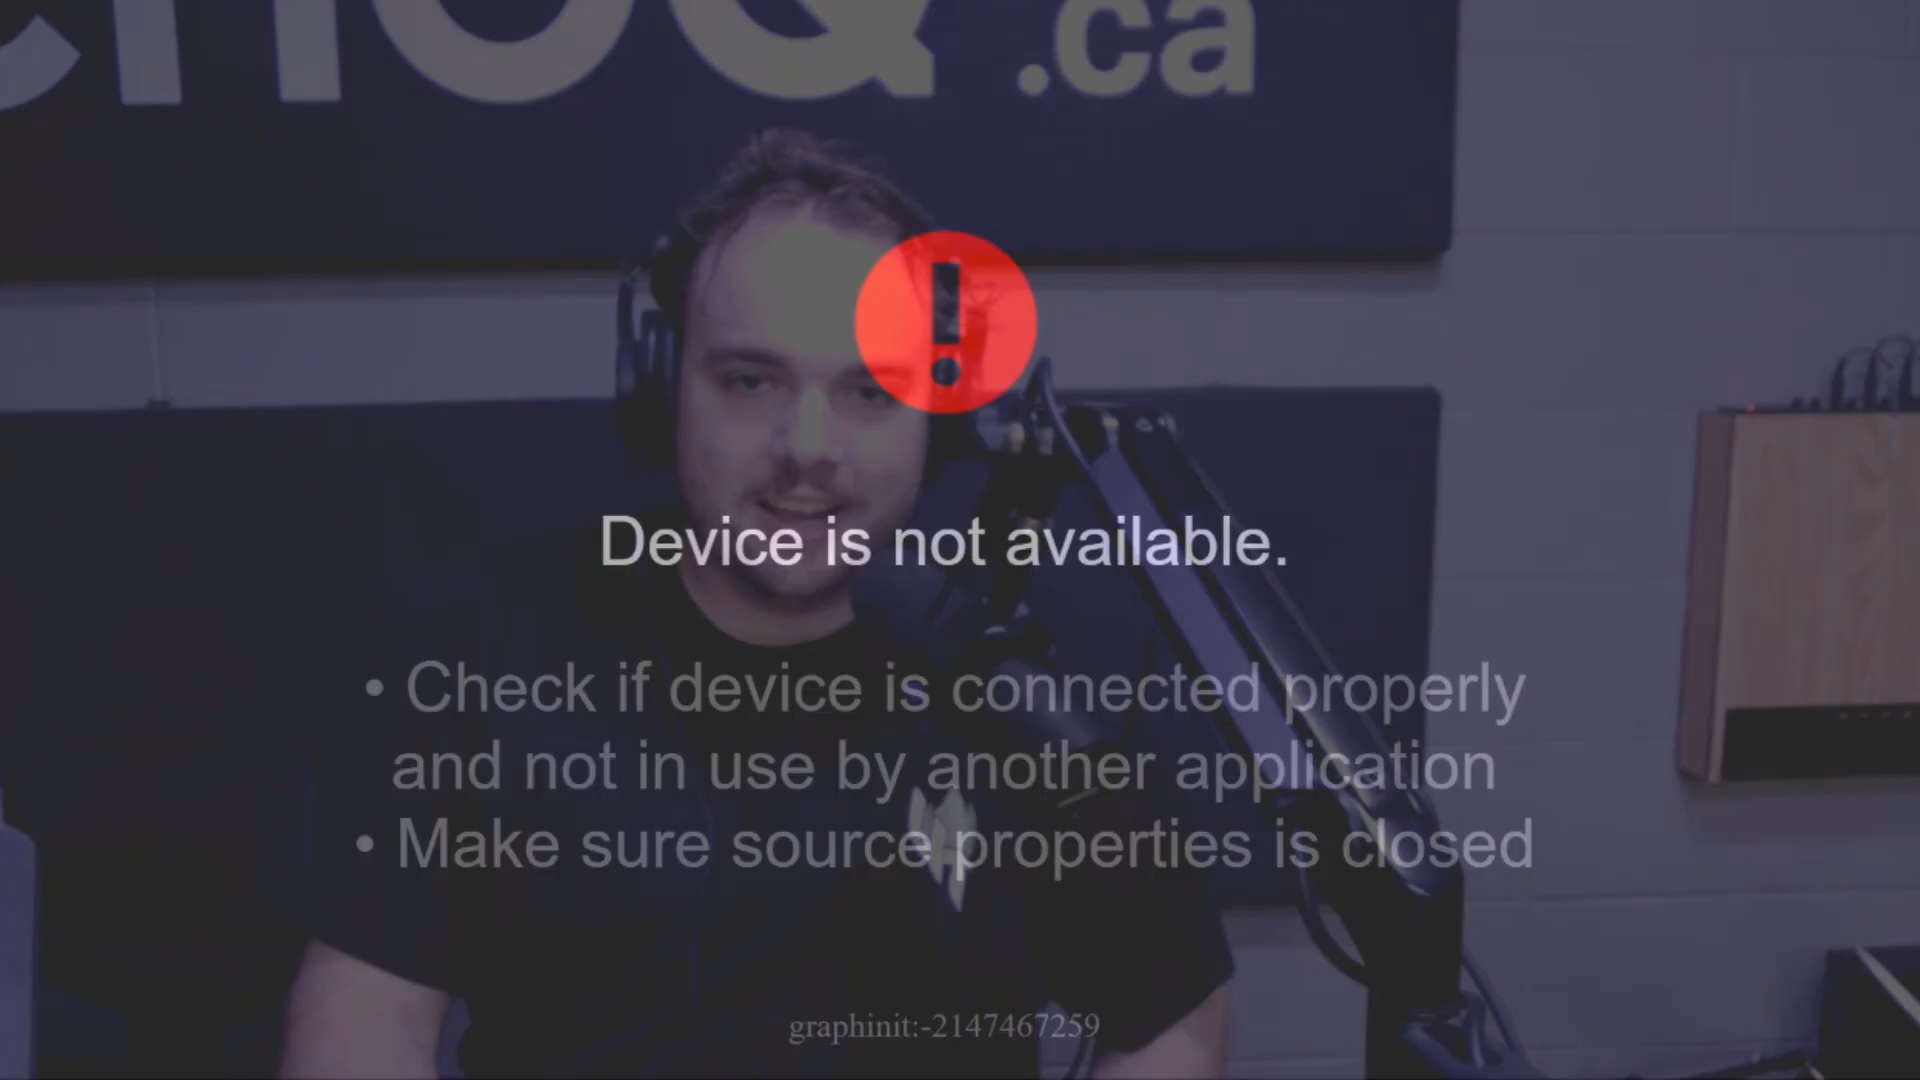 .ca
Device is not available.
• Check if device is connected properly
and not in use by another application
• Make sure source properties is closed
graphinit:-2147467259